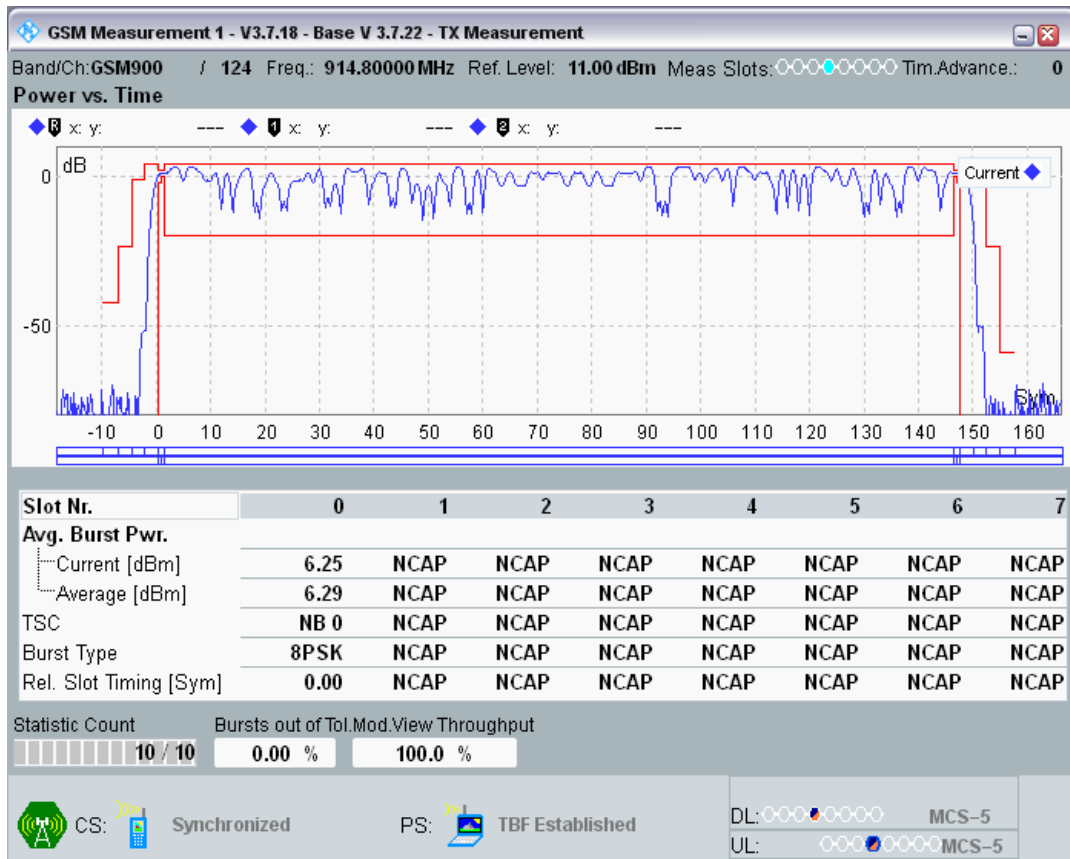 GSM Measurement 1 - V3.7.18 - Base V 3.7.22 - TX Measurement
Band/Ch:GSM900 / 124 Freq.: 914.80000 MHz Ref. Level: 11.00 dBm Meas Slots: Tim.Advance.: 0
Power vs. Time
R x: y: --- 1 x: y: --- 2 x: y: ---
dB
Current
0
-50
Sym
-10 0 10 20 30 40 50 60 70 80 90 100 110 120 130 140 150 160
Slot Nr. 0 1 2 3 4 5 6 7
Avg. Burst Pwr.
Current [dBm] 6.25 NCAP NCAP NCAP NCAP NCAP NCAP NCAP
Average [dBm] 6.29 NCAP NCAP NCAP NCAP NCAP NCAP NCAP
TSC NB 0 NCAP NCAP NCAP NCAP NCAP NCAP NCAP
Burst Type 8PSK NCAP NCAP NCAP NCAP NCAP NCAP NCAP
Rel. Slot Timing [Sym] 0.00 NCAP NCAP NCAP NCAP NCAP NCAP NCAP
Statistic Count Bursts out of Tol.Mod.View Throughput
10 / 10 0.00 % 100.0 %
CS: Synchronized PS: TBF Established DL: MCS-5
UL: MCS-5